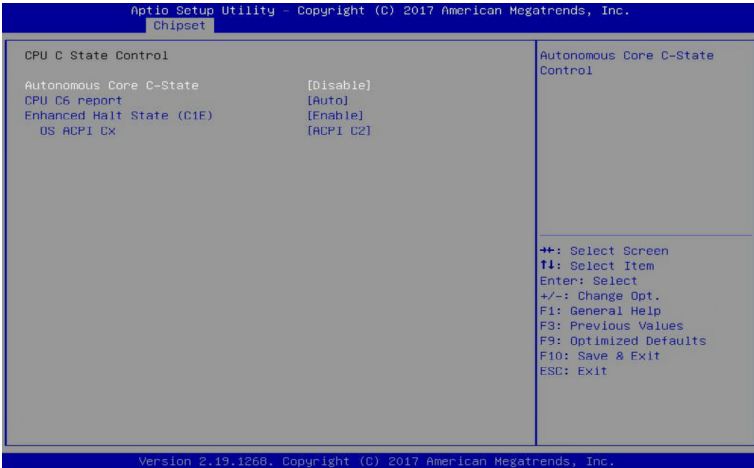 Aptio Setup Utility – Copyright (C) 2017 American Megatrends, Inc.
Chipset
CPU C State Control
Autonomous Core C-State [Disable]
CPU C6 report [Auto]
Enhanced Halt State (C1E) [Enable]
OS ACPI Cx [ACPI C2]
Autonomous Core C-State
Control
→←: Select Screen
↑↓: Select Item
Enter: Select
+/-: Change Opt.
F1: General Help
F3: Previous Values
F9: Optimized Defaults
F10: Save & Exit
ESC: Exit
Version 2.19.1268. Copyright (C) 2017 American Megatrends, Inc.